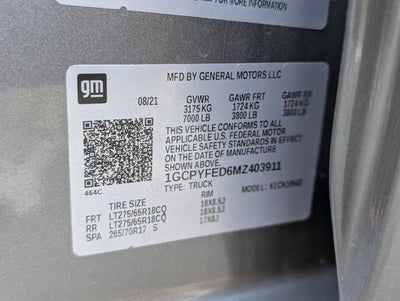 gm
MFD BY GENERAL MOTORS LLC
08/21 GVWR GAWR FRT GAWR RR
3175 KG 1724 KG 1724 KG
7000 LB 3800 LB 3800 LB
THIS VEHICLE CONFORMS TO ALL
APPLICABLE U.S. FEDERAL MOTOR
VEHICLE SAFETY STANDARDS IN EFFECT
ON THE DATE OF MANUFACTURE SHOWN
ABOVE.
1GCPYFED6MZ403911
464C TYPE: TRUCK MODEL:
TIRE SIZE RIM
FRT LT275/65R18CQ 18X8.5J
RR LT275/65R18CQ 18X8.5J
SPA 265/70R17 S 17X8J